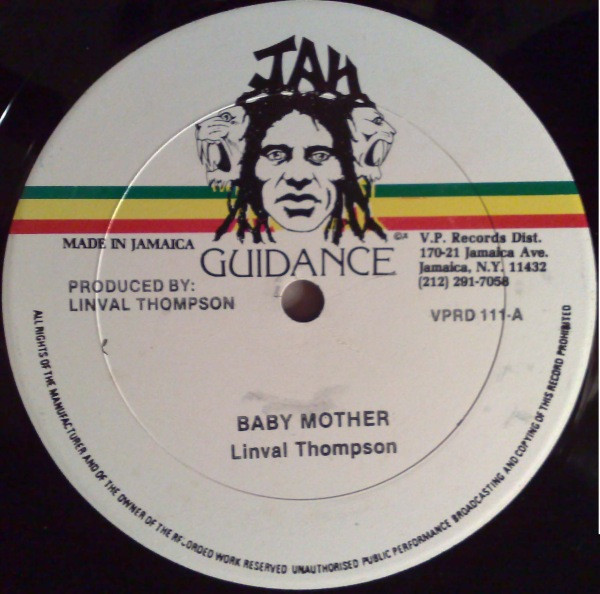 JAH
GUIDANCE
MADE IN JAMAICA
PRODUCED BY:
LINVAL THOMPSON
V.P. Records Dist.
170-21 Jamaica Ave.
Jamaica, N.Y. 11432
(212) 291-7058
VPRD 111-A
BABY MOTHER
Linval Thompson
ALL RIGHTS OF THE MANUFACTURER AND OF THE OWNER OF THE RECORDED WORK RESERVED UNAUTHORISED PUBLIC PERFORMANCE BROADCASTING AND COPYING OF THIS RECORD PROHIBITED